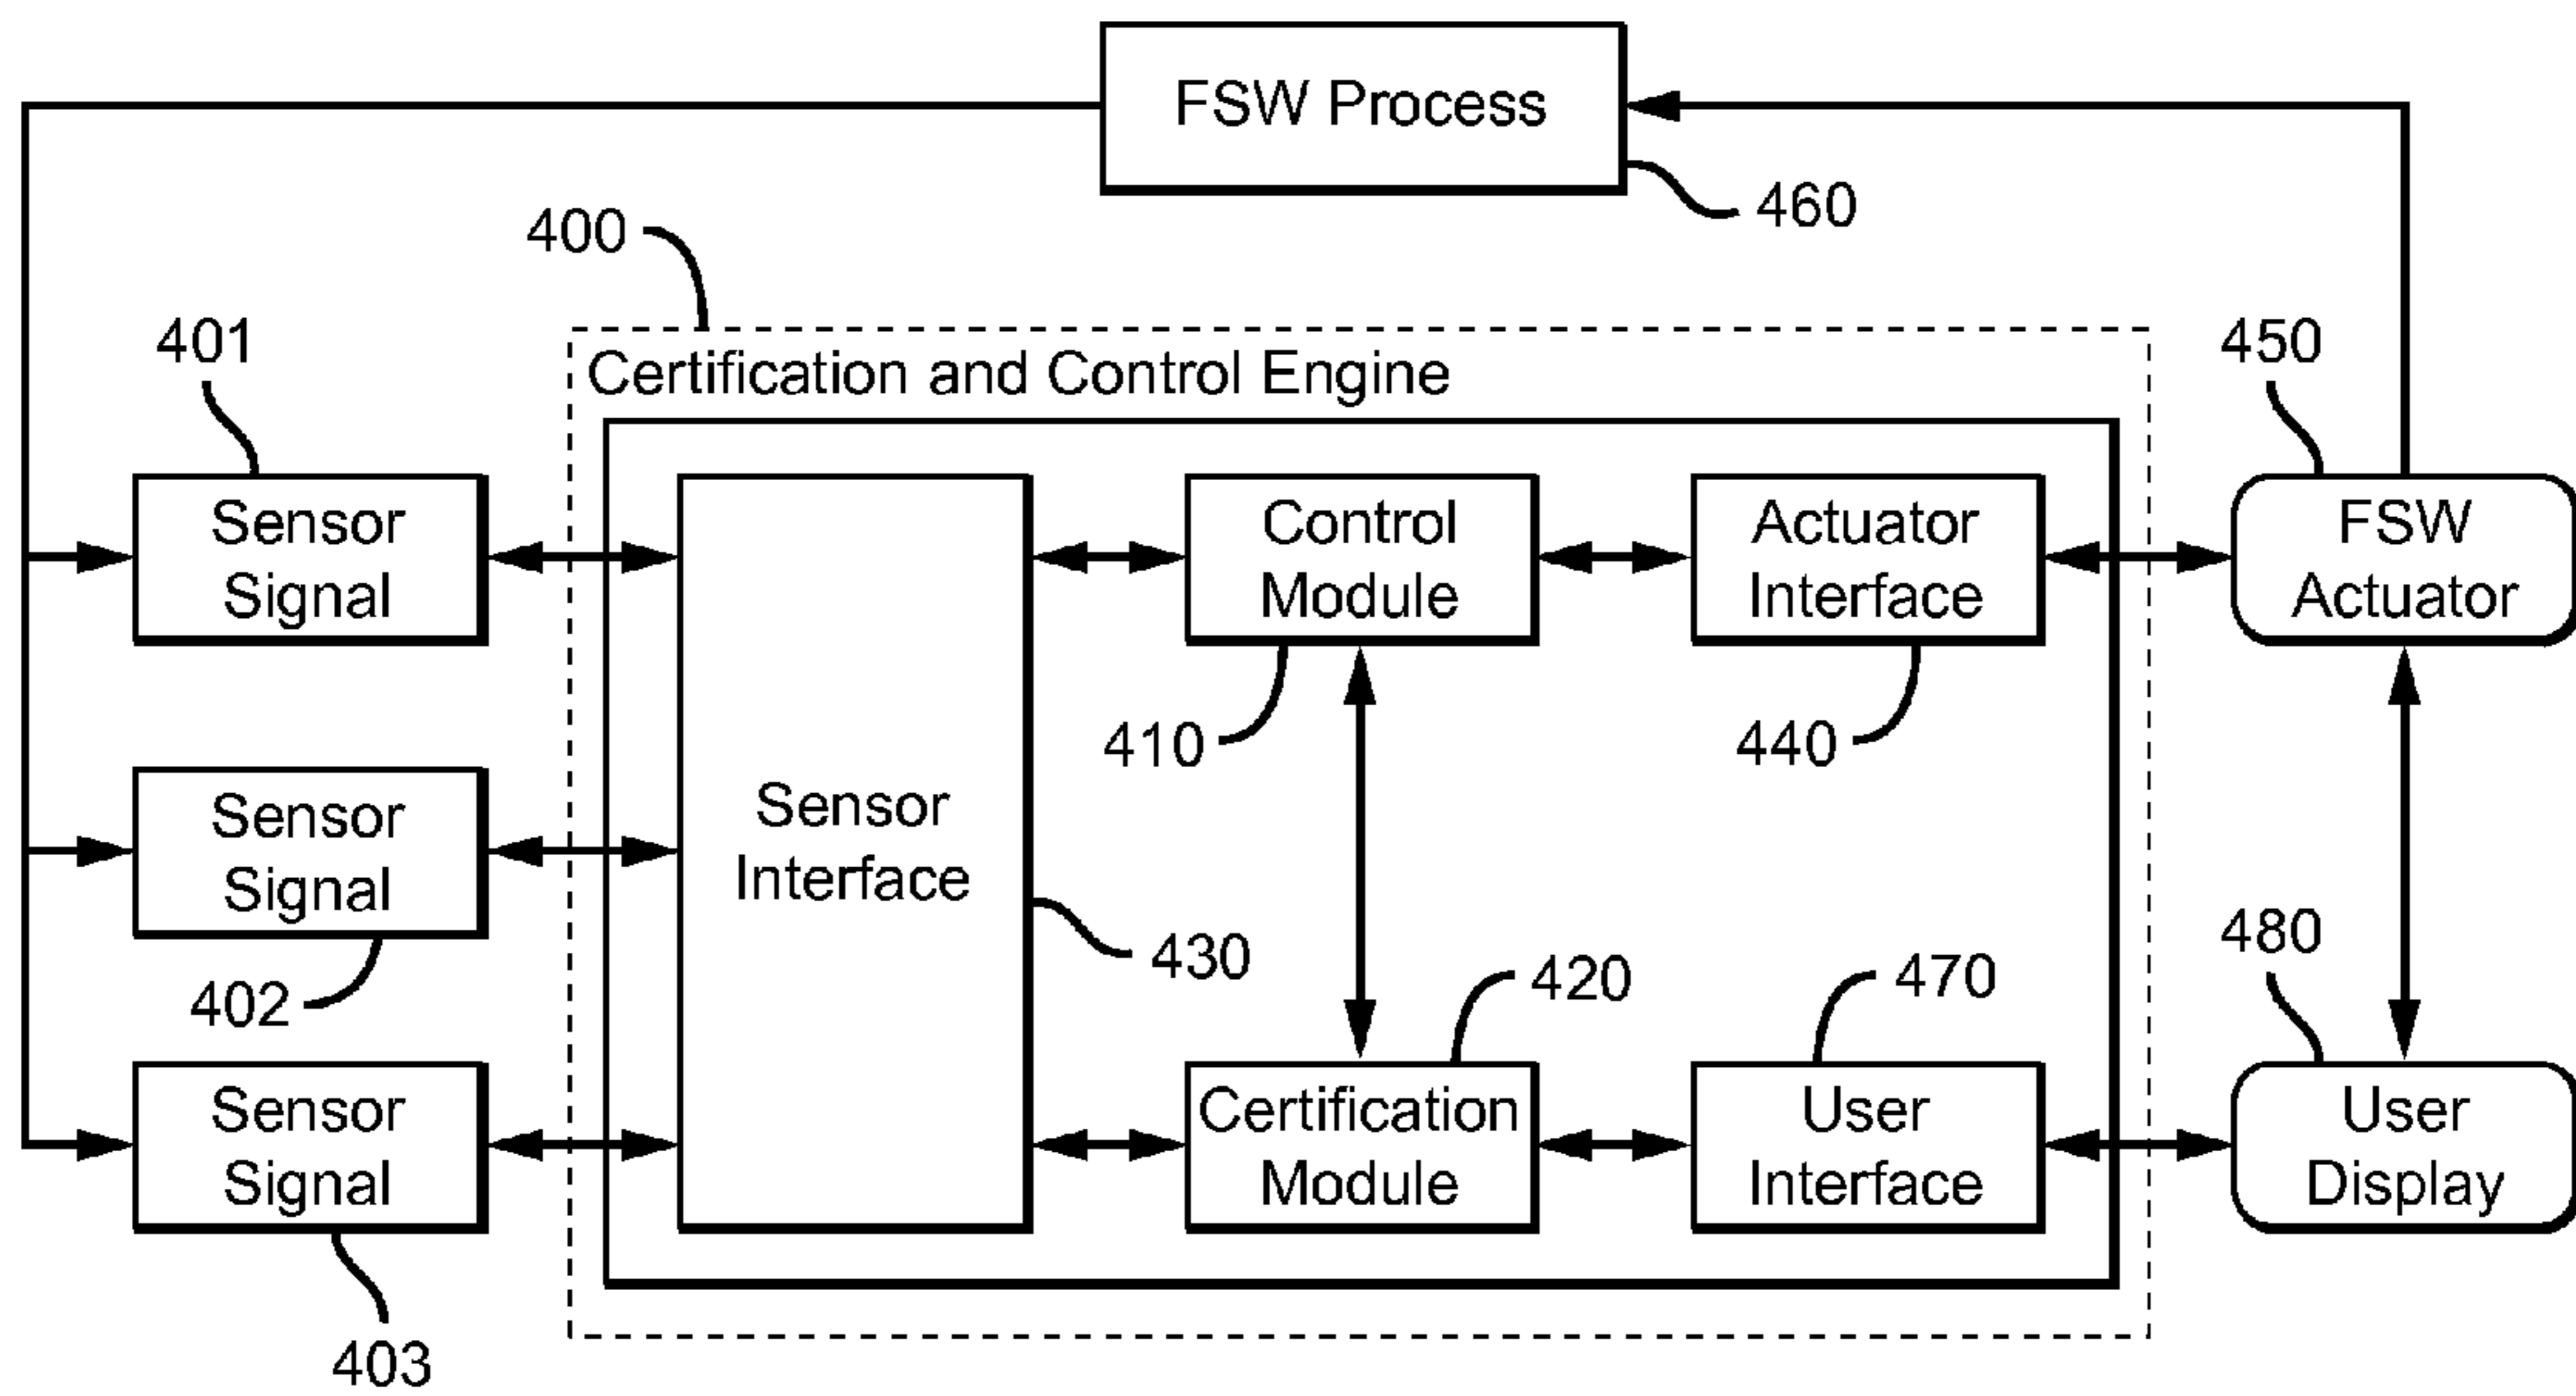 FSW Process
460
400
401
450
Certification and Control Engine
Sensor
Signal
Control
Module
Actuator
Interface
FSW
Actuator
410
440
Sensor
Signal
Sensor
Interface
402
430
420
470
480
Sensor
Signal
Certification
Module
User
Interface
User
Display
403